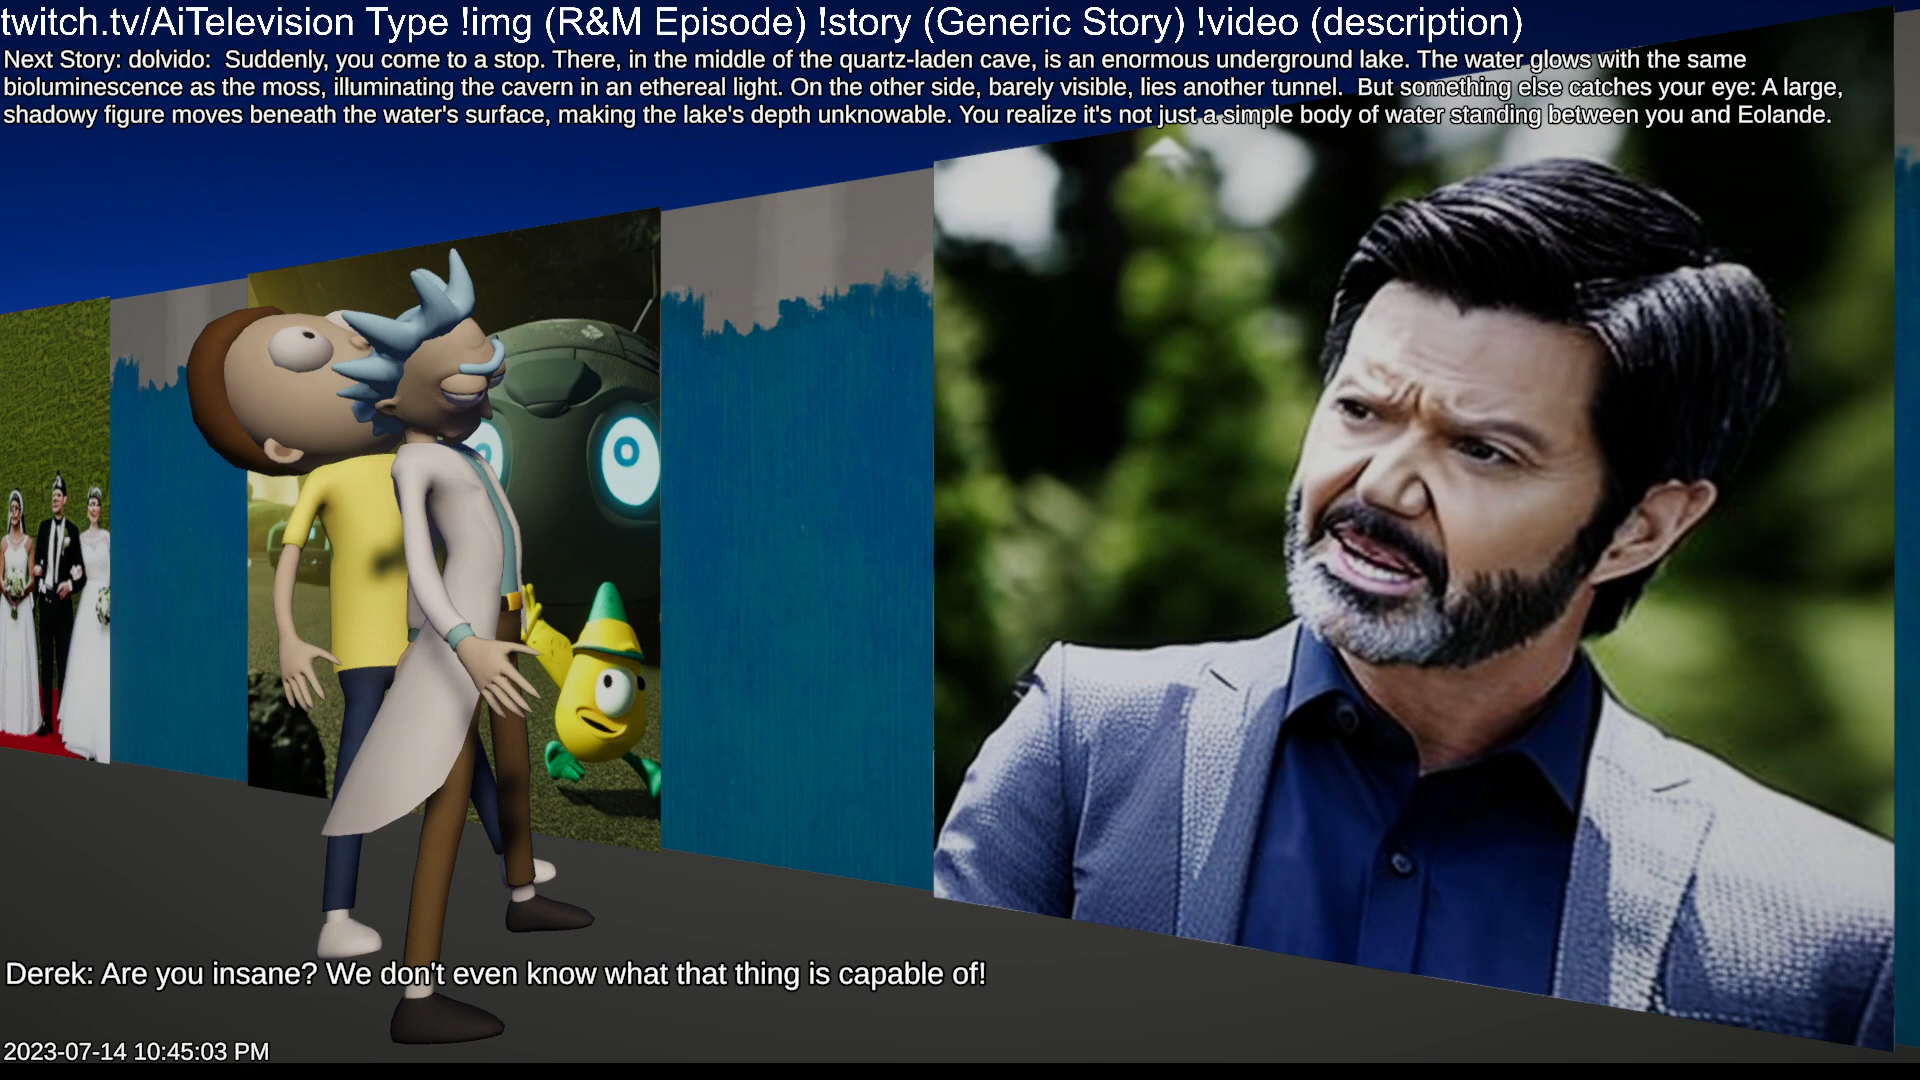 twitch.tv/AiTelevision Type !img (R&M Episode) !story (Generic Story) !video (description)
Next Story: dolvido:  Suddenly, you come to a stop. There, in the middle of the quartz-laden cave, is an enormous underground lake. The water glows with the same
bioluminescence as the moss, illuminating the cavern in an ethereal light. On the other side, barely visible, lies another tunnel.  But something else catches your eye: A large,
shadowy figure moves beneath the water's surface, making the lake's depth unknowable. You realize it's not just a simple body of water standing between you and Eolande.
Derek: Are you insane? We don't even know what that thing is capable of!
2023-07-14 10:45:03 PM